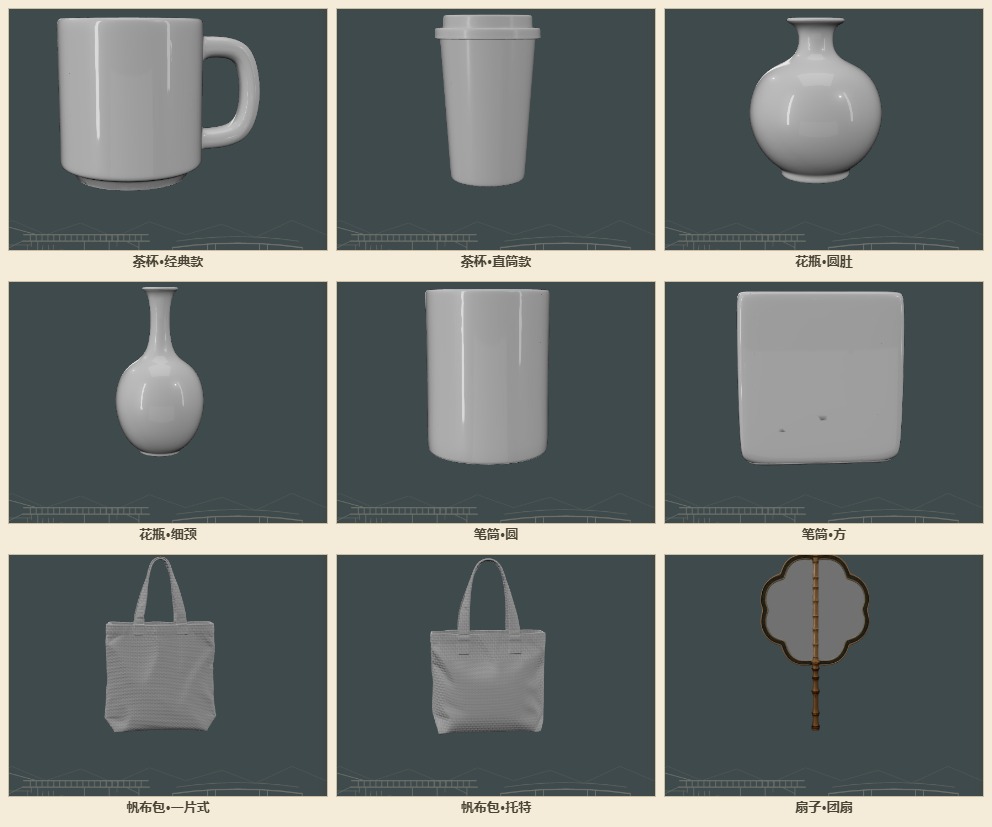 茶杯•经典款
茶杯•直筒款
花瓶•圆肚
花瓶•细颈
笔筒•圆
笔筒•方
帆布包•一片式
帆布包•托特
扇子•团扇